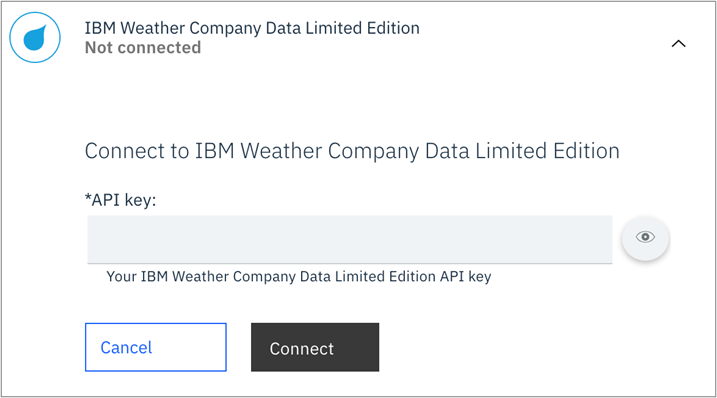 IBM Weather Company Data Limited Edition
Not connected
Connect to IBM Weather Company Data Limited Edition
*API key:
Your IBM Weather Company Data Limited Edition API key
Cancel
Connect